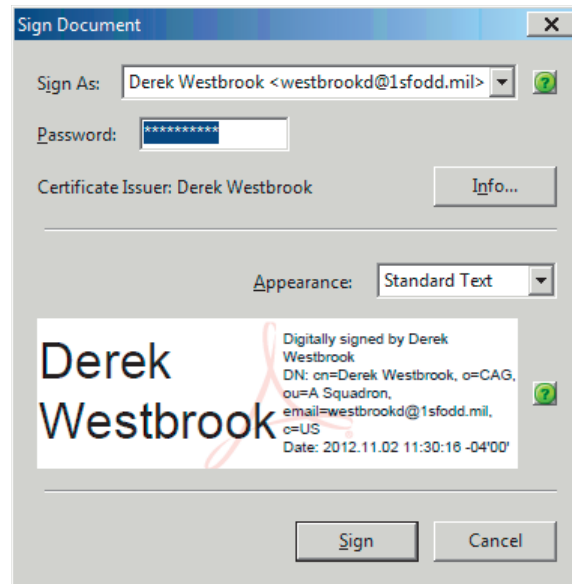 Sign Document
Sign As: Derek Westbrook <westbrookd@1sfodd.mil>
Password: **********
Certificate Issuer: Derek Westbrook Info...
Appearance: Standard Text
Derek
Westbrook
Digitally signed by Derek
Westbrook
DN: cn=Derek Westbrook, o=CAG,
ou=A Squadron,
email=westbrookd@1sfodd.mil,
c=US
Date: 2012.11.02 11:30:16 -04'00'
Sign Cancel